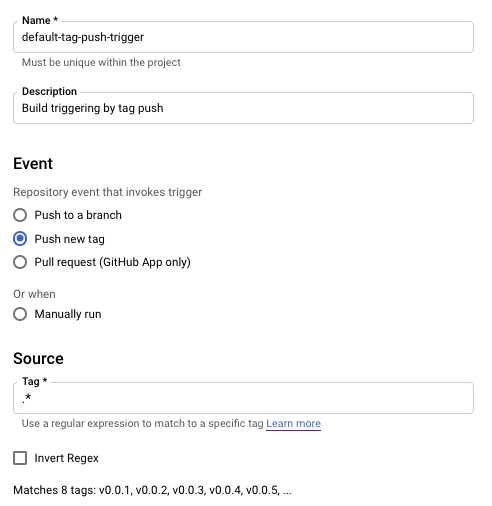 Name *
default-tag-push-trigger
Must be unique within the project
Description
Build triggering by tag push
Event
Repository event that invokes trigger
Push to a branch
Push new tag
Pull request (GitHub App only)
Or when
Manually run
Source
Tag *
.*
Use a regular expression to match to a specific tag Learn more
Invert Regex
Matches 8 tags: v0.0.1, v0.0.2, v0.0.3, v0.0.4, v0.0.5, ...